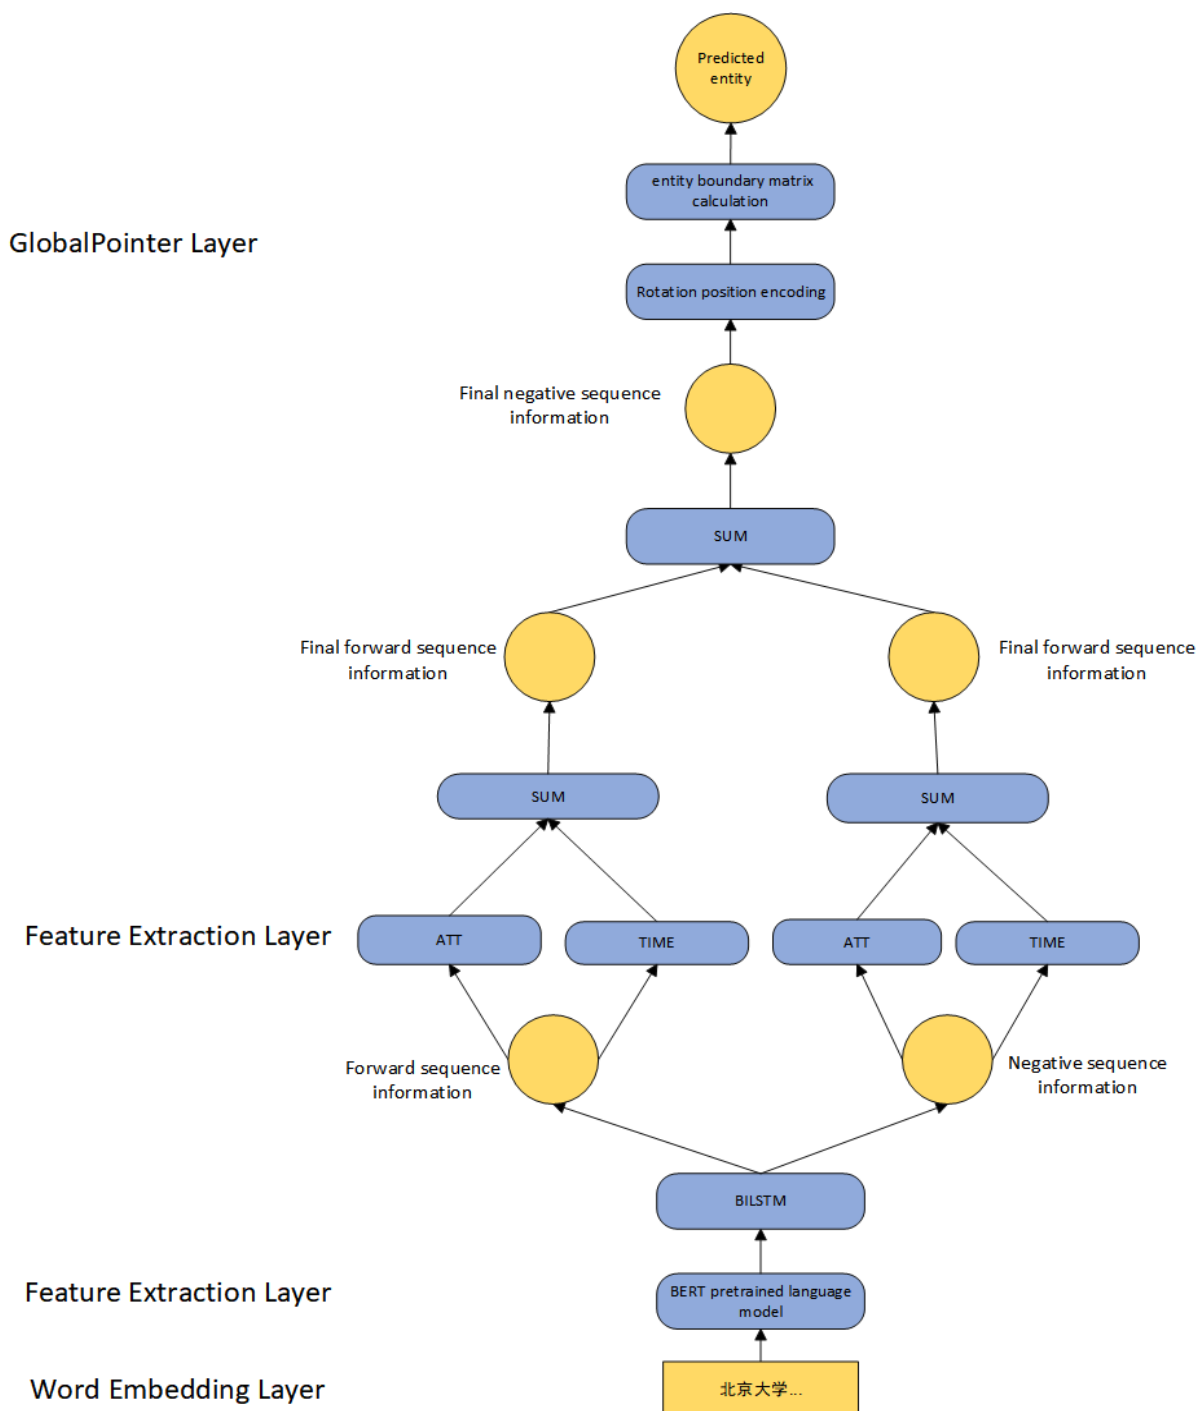 Predicted
entity
entity boundary matrix
calculation
GlobalPointer Layer
Rotation position encoding
Final negative sequence
information
SUM
Final forward sequence
information
Final forward sequence
information
SUM
SUM
Feature Extraction Layer
ATT
TIME
ATT
TIME
Forward sequence
information
Negative sequence
information
BILSTM
Feature Extraction Layer
BERT pretrained language
model
Word Embedding Layer
北京大学...